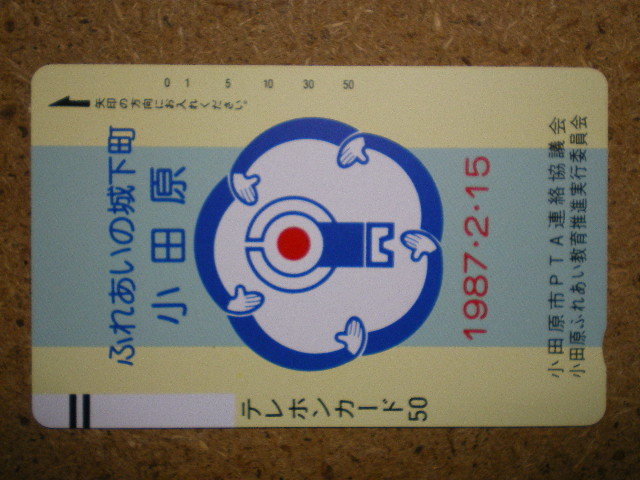 0 1 5 10 30 50
矢印の方向にお入れください。
ふれあいの城下町
小田原
1987・2・15
小田原市PTA連絡協議会
小田原ふれあい教育推進実行委員会
テレホンカード
50